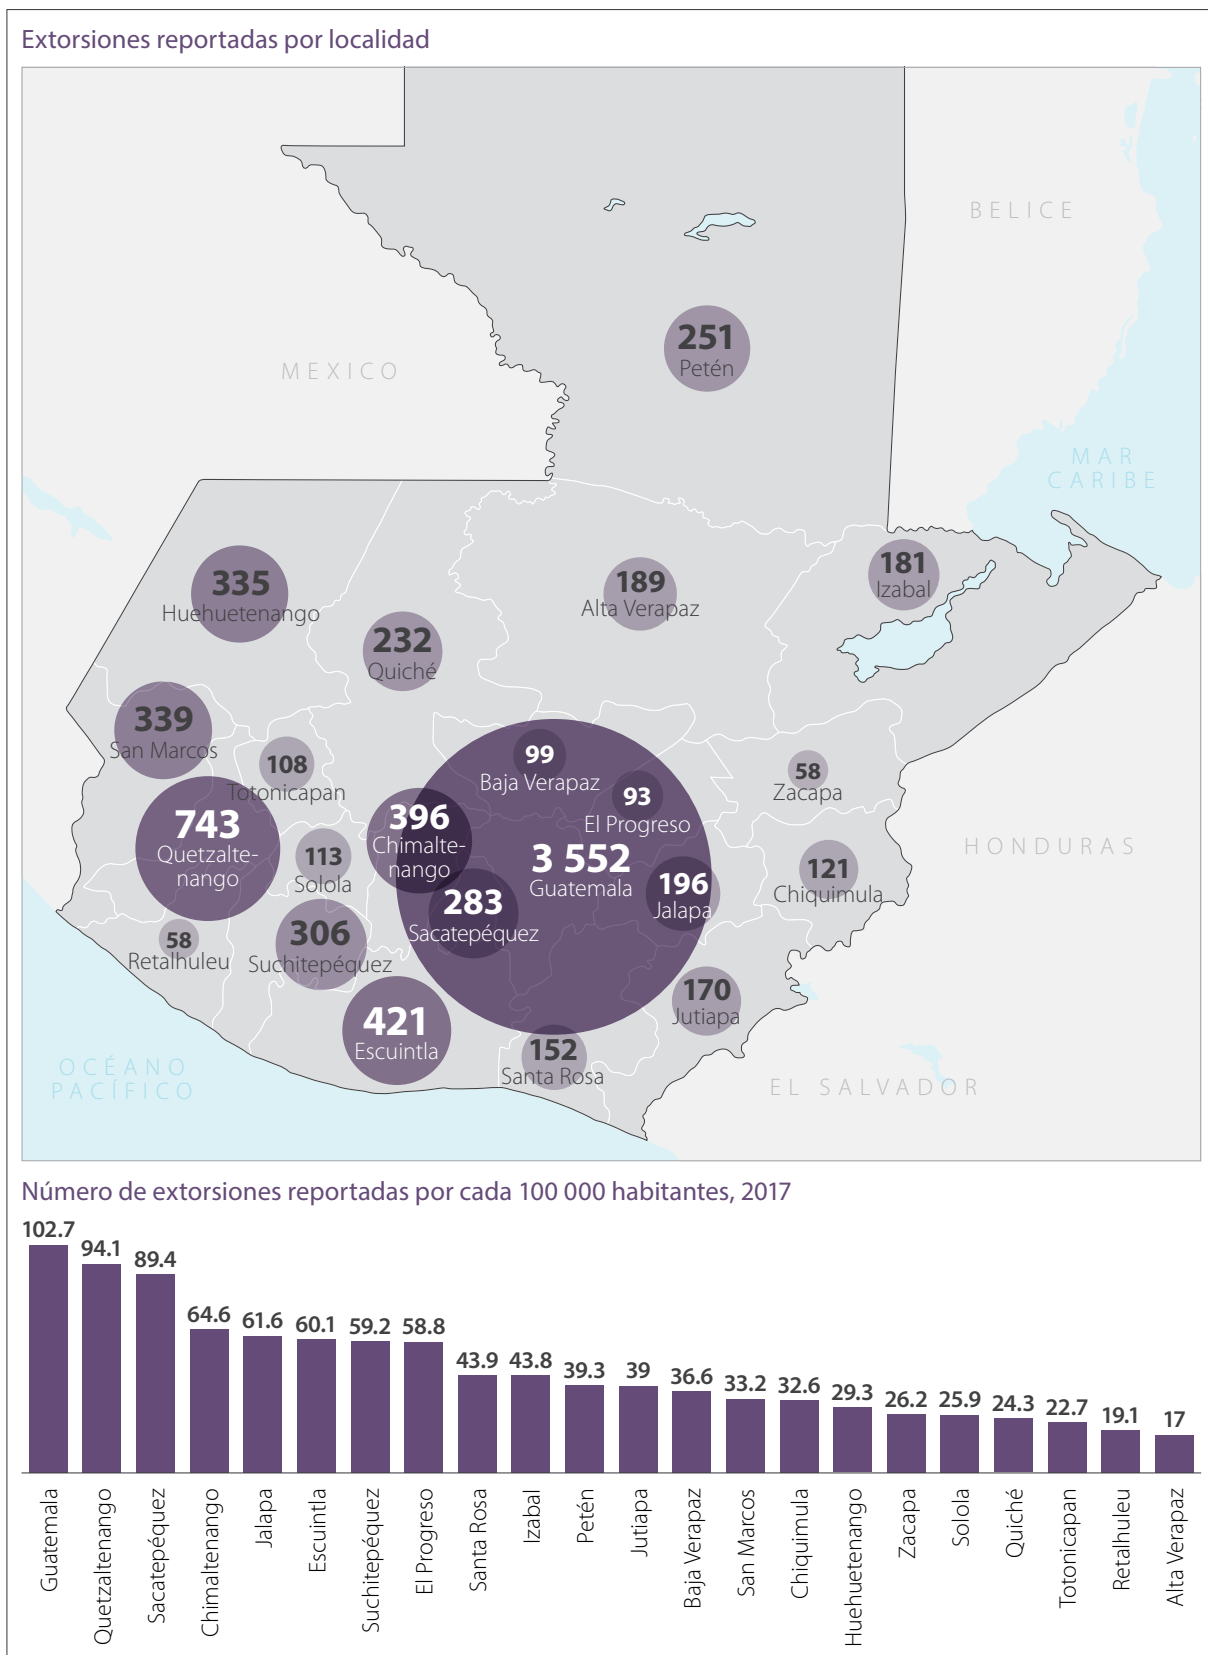 Extorsiones reportadas por localidad
BELICE
251
Petén
MEXICO
MAR
CARIBE
335
Huehuetenango
189
Alta Verapaz
181
Izabal
232
Quiché
339
San Marcos
108
Totonicapan
99
Baja Verapaz
58
Zacapa
93
El Progreso
743
Quetzalte-
nango
396
Chimalte-
nango
113
Solola
3 552
Guatemala
HONDURAS
121
Chiquimula
196
Jalapa
283
Sacatepéquez
58
Retalhuleu
306
Suchitepéquez
170
Jutiapa
421
Escuintla
152
Santa Rosa
OCÉANO
PACÍFICO
EL SALVADOR
Número de extorsiones reportadas por cada 100 000 habitantes, 2017
102.7
94.1
89.4
64.6
61.6
60.1
59.2
58.8
43.9
43.8
39.3
39
36.6
33.2
32.6
29.3
26.2
25.9
24.3
22.7
19.1
17
Guatemala
Quetzaltenango
Sacatepéquez
Chimaltenango
Jalapa
Escuintla
Suchitepéquez
El Progreso
Santa Rosa
Izabal
Petén
Jutiapa
Baja Verapaz
San Marcos
Chiquimula
Huehuetenango
Zacapa
Solola
Quiché
Totonicapan
Retalhuleu
Alta Verapaz